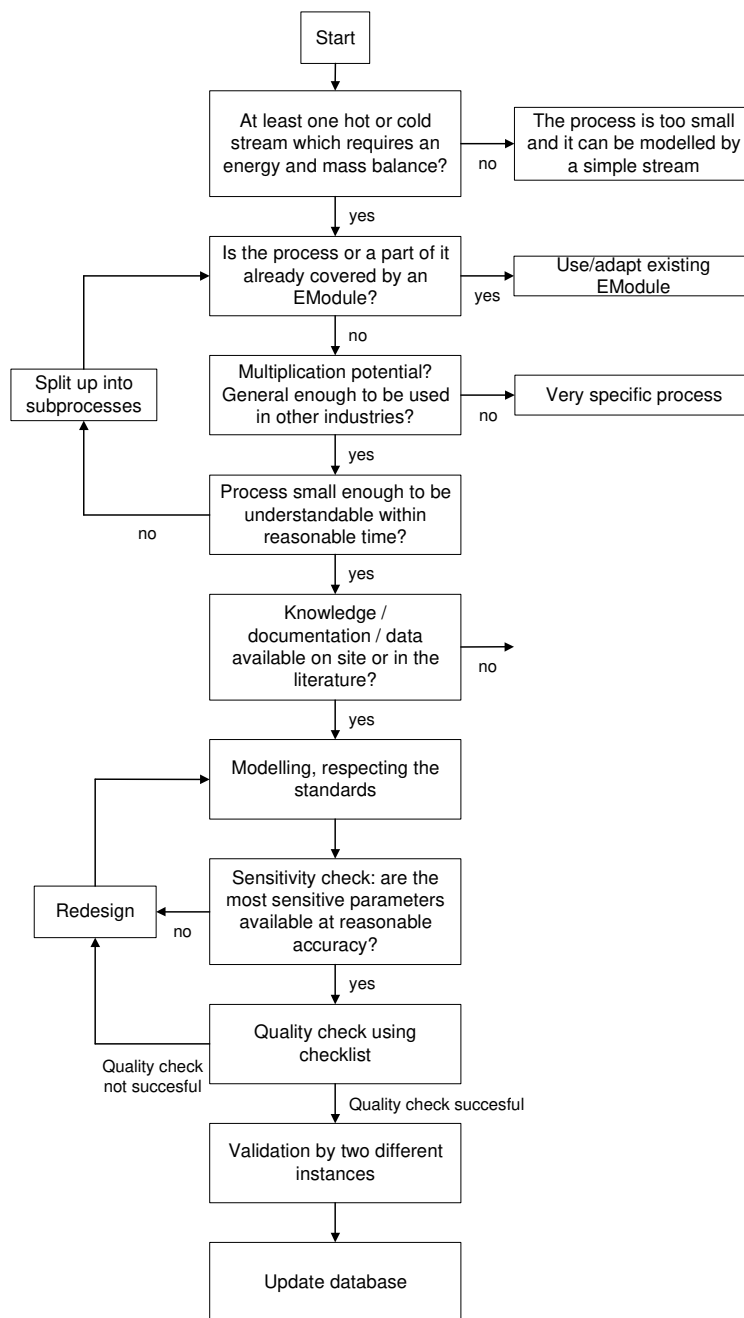 Start
At least one hot or cold
stream which requires an
energy and mass balance?
no
The process is too small
and it can be modelled by
a simple stream
yes
Is the process or a part of it
already covered by an
EModule?
yes
Use/adapt existing
EModule
no
Split up into
subprocesses
Multiplication potential?
General enough to be used
in other industries?
no
Very specific process
yes
Process small enough to be
understandable within
reasonable time?
no
yes
Knowledge /
documentation / data
available on site or in the
literature?
no
yes
Modelling, respecting the
standards
Redesign
no
Sensitivity check: are the
most sensitive parameters
available at reasonable
accuracy?
yes
Quality check using
checklist
Quality check
not succesful
Quality check succesful
Validation by two different
instances
Update database